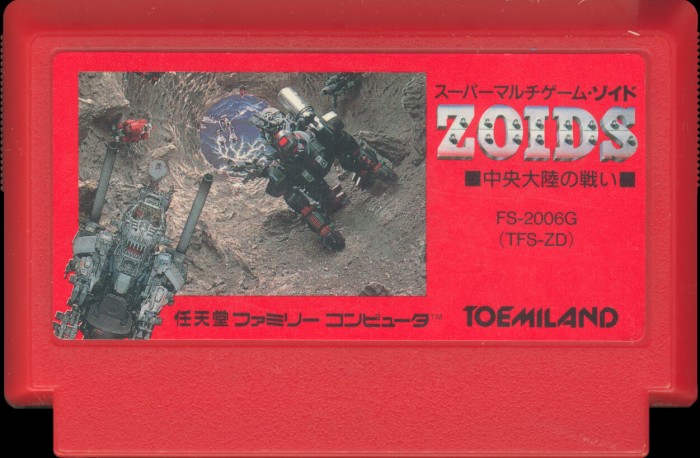 スーパーマルチゲーム・ゾイド
ZOIDS
■中央大陸の戦い■
FS-2006G
(TFS-ZD)
任天堂 ファミリー コンピュータ™
TOEMILAND